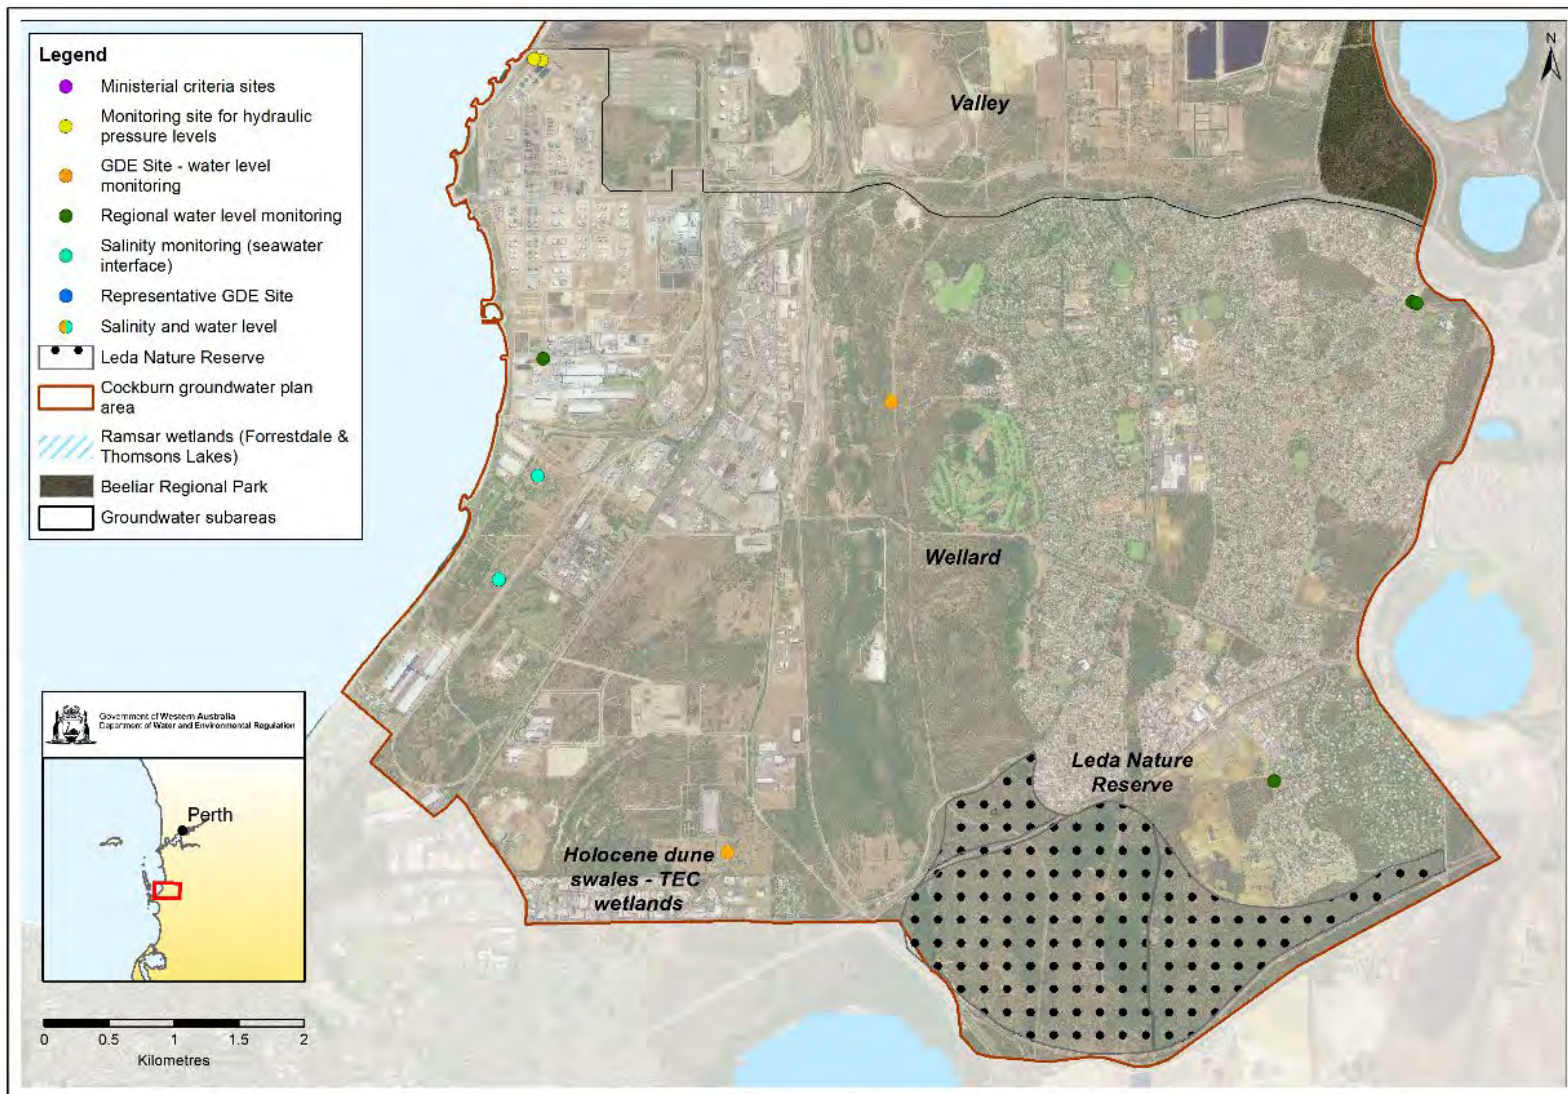 Legend
Ministerial criteria sites
Monitoring site for hydraulic
pressure levels
GDE Site - water level
monitoring
Regional water level monitoring
Salinity monitoring (seawater
interface)
Representative GDE Site
Salinity and water level
Leda Nature Reserve
Cockburn groundwater plan
area
Ramsar wetlands (Forrestdale &
Thomsons Lakes)
Beeliar Regional Park
Groundwater subareas
N
Valley
Wellard
Leda Nature
Reserve
Holocene dune
swales - TEC
wetlands
Government of Western Australia
Department of Water and Environmental Regulation
Perth
0 0.5 1 1.5 2
Kilometres